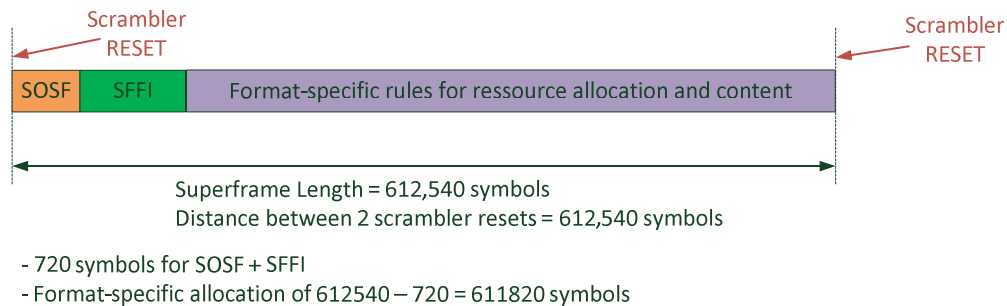 Scrambler
RESET
Scrambler
RESET
SOSF
SFFI
Format-specific rules for ressource allocation and content
Superframe Length = 612,540 symbols
Distance between 2 scrambler resets = 612,540 symbols
- 720 symbols for SOSF + SFFI
- Format-specific allocation of 612540 – 720 = 611820 symbols